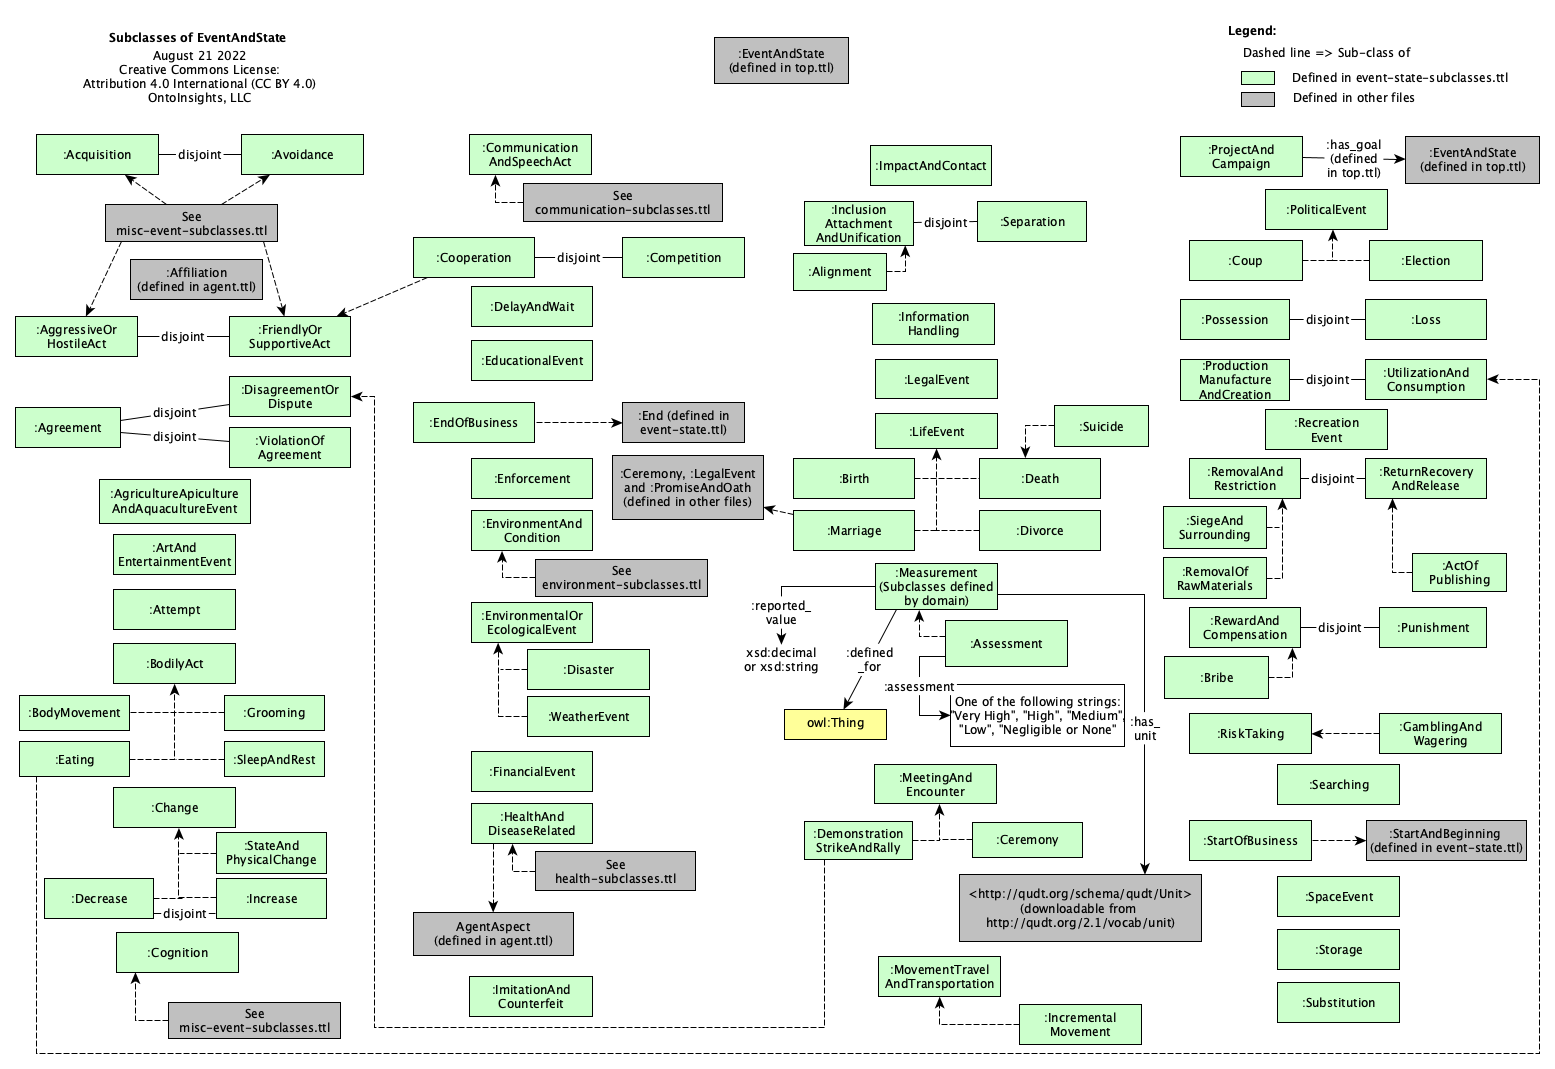 Subclasses of EventAndState
August 21 2022
Creative Commons License:
Attribution 4.0 International (CC BY 4.0)
OntoInsights, LLC
:EventAndState
(defined in top.ttl)
Legend:
Dashed line => Sub-class of
Defined in event-state-subclasses.ttl
Defined in other files
:Acquisition
disjoint
:Avoidance
See
misc-event-subclasses.ttl
:Affiliation
(defined in agent.ttl)
:AggressiveOr
HostileAct
disjoint
:FriendlyOr
SupportiveAct
:Agreement
disjoint
disjoint
:DisagreementOr
Dispute
:ViolationOf
Agreement
:AgricultureApiculture
AndAquacultureEvent
:ArtAnd
EntertainmentEvent
:Attempt
:BodilyAct
:BodyMovement
:Grooming
:Eating
:SleepAndRest
:Change
:StateAnd
PhysicalChange
:Decrease
disjoint
:Increase
:Cognition
See
misc-event-subclasses.ttl
:Communication
AndSpeechAct
See
communication-subclasses.ttl
:Cooperation
disjoint
:Competition
:DelayAndWait
:EducationalEvent
:EndOfBusiness
:End (defined in
event-state.ttl)
:Enforcement
:EnvironmentAnd
Condition
See
environment-subclasses.ttl
:EnvironmentalOr
EcologicalEvent
:Disaster
:WeatherEvent
:FinancialEvent
:HealthAnd
DiseaseRelated
See
health-subclasses.ttl
AgentAspect
(defined in agent.ttl)
:ImitationAnd
Counterfeit
:ImpactAndContact
:Inclusion
Attachment
AndUnification
disjoint
:Separation
:Alignment
:Information
Handling
:LegalEvent
:LifeEvent
:Suicide
:Birth
:Death
:Ceremony, :LegalEvent
and :PromiseAndOath
(defined in other files)
:Marriage
:Divorce
:Measurement
(Subclasses defined
by domain)
:reported_
value
xsd:decimal
or xsd:string
:defined
_for
owl:Thing
:Assessment
:assessment
One of the following strings:
"Very High", "High", "Medium",
"Low", "Negligible or None"
:has_
unit
:MeetingAnd
Encounter
:Demonstration
StrikeAndRally
:Ceremony
<http://qudt.org/schema/qudt/Unit>
(downloadable from
http://qudt.org/2.1/vocab/unit)
:MovementTravel
AndTransportation
:Incremental
Movement
:ProjectAnd
Campaign
:has_goal
(defined
in top.ttl)
:EventAndState
(defined in top.ttl)
:PoliticalEvent
:Coup
:Election
:Possession
disjoint
:Loss
:Production
Manufacture
AndCreation
disjoint
:UtilizationAnd
Consumption
:Recreation
Event
:RemovalAnd
Restriction
disjoint
:ReturnRecovery
AndRelease
:SiegeAnd
Surrounding
:RemovalOf
RawMaterials
:ActOf
Publishing
:RewardAnd
Compensation
disjoint
:Punishment
:Bribe
:RiskTaking
:GamblingAnd
Wagering
:Searching
:StartOfBusiness
:StartAndBeginning
(defined in event-state.ttl)
:SpaceEvent
:Storage
:Substitution